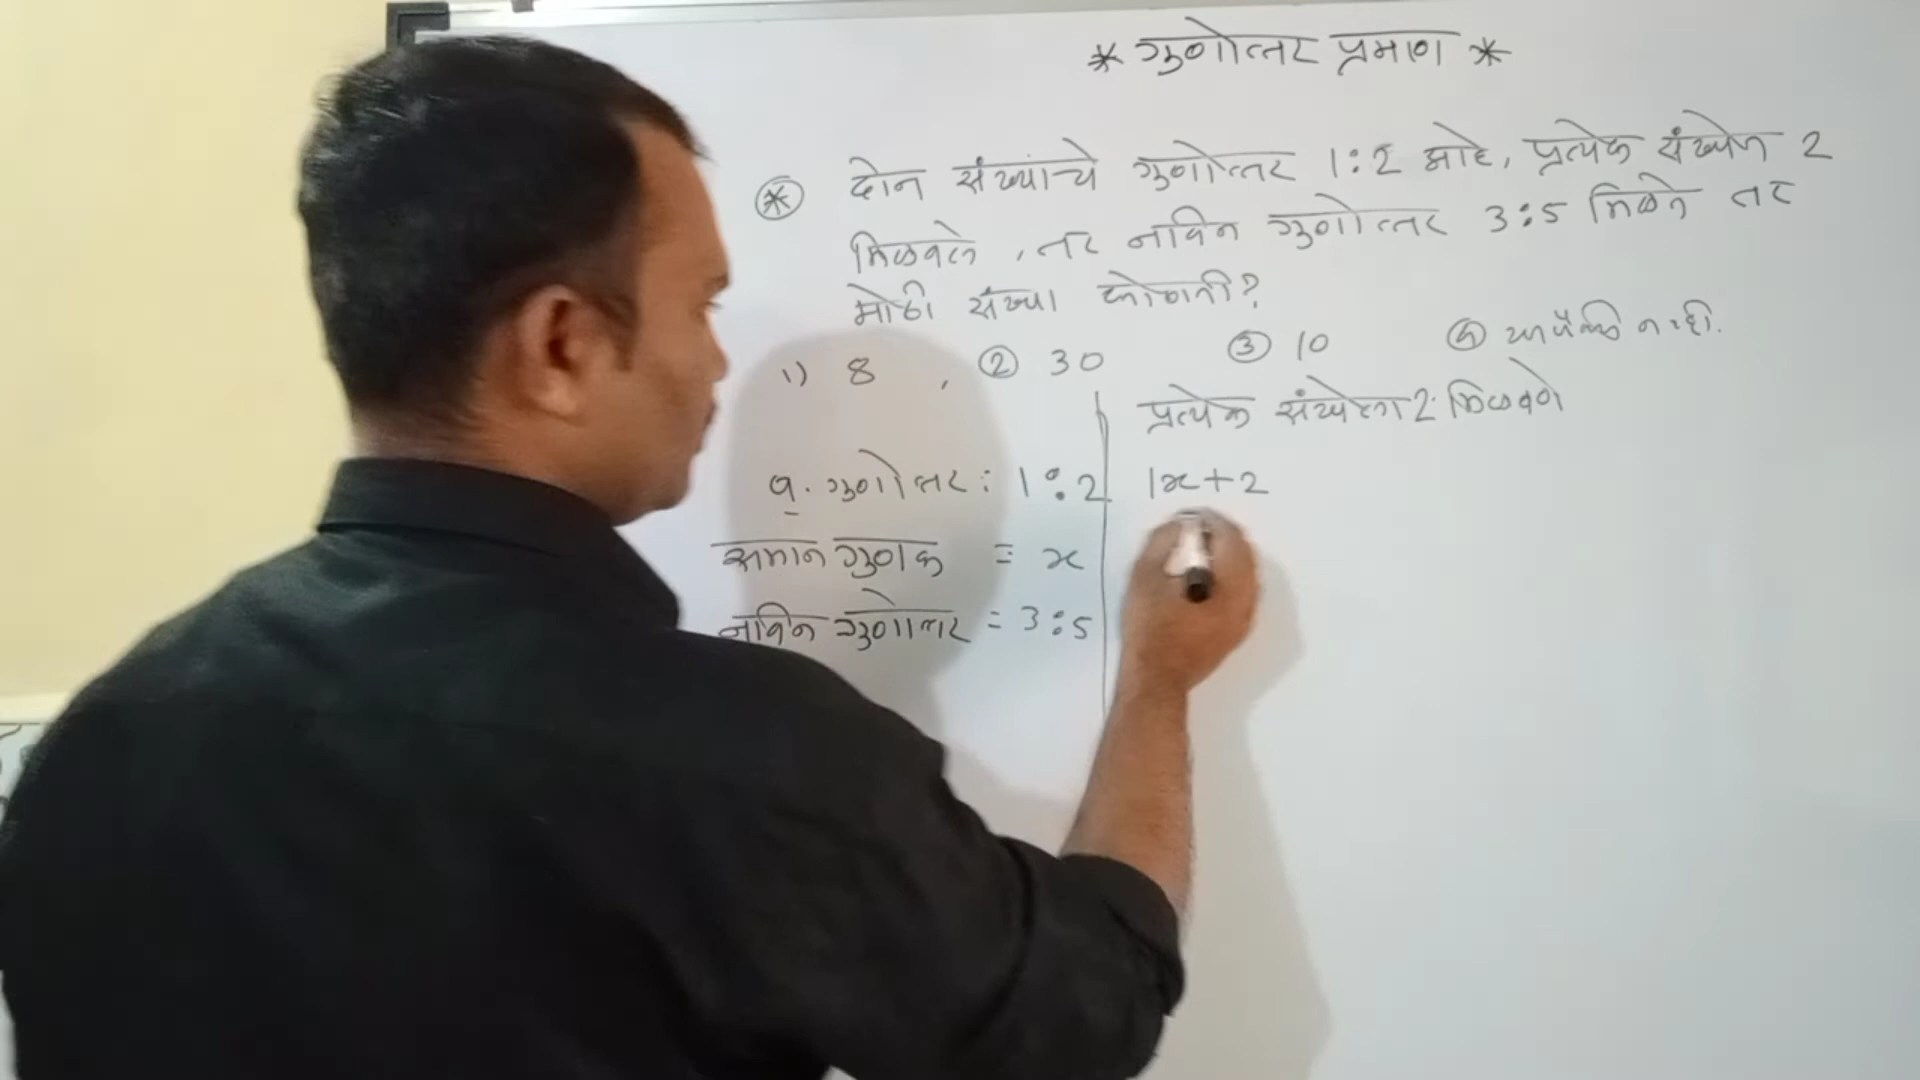 * गुणोत्तर प्रमाण *
* दोन संख्यांचे गुणोत्तर 1:2 आहे, प्रत्येक संख्येत 2
मिळवले, तर नविन गुणोत्तर 3:5 मिळते तर
मोठी संख्या कोणती?
1) 8 , 2) 30 3) 10 4) यापैकी नाही.
प्रत्येक संख्येला 2 मिळवणे
गुणोत्तर : 1:2
1x+2
समान गुणक = x
नविन गुणोत्तर = 3:5